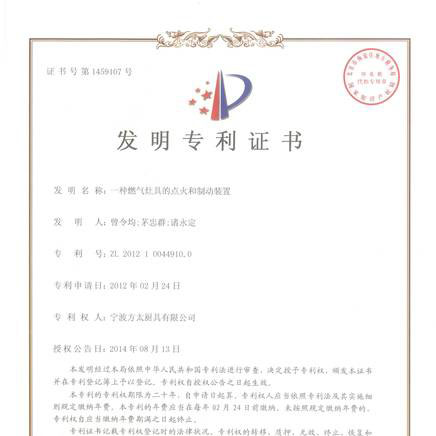 证书号第1459107号
发明专利证书
发 明 名 称：一种燃气灶具的点火和制动装置
发 明 人：曾令均;茅忠群;诸永定
专 利 号：ZL 2012 1 0044910.0
专利申请日：2012年02月24日
专 利 权 人：宁波方太厨具有限公司
授权公告日：2014年08月13日
本发明经过本局依照中华人民共和国专利法进行审查，决定授予专利权，颁发本证书
并在专利登记簿上予以登记。专利权自授权公告之日起生效。
本专利的专利权期限为二十年，自申请日起算。专利权人应当依照专利法及其实施细
则规定缴纳年费。本专利的年费应当在每年02月24日前缴纳。未按照规定缴纳年费的，
专利权自应当缴纳年费期满之日起终止。
专利证书记载专利权登记时的法律状况。专利权的转移、质押、无效、终止、恢复和